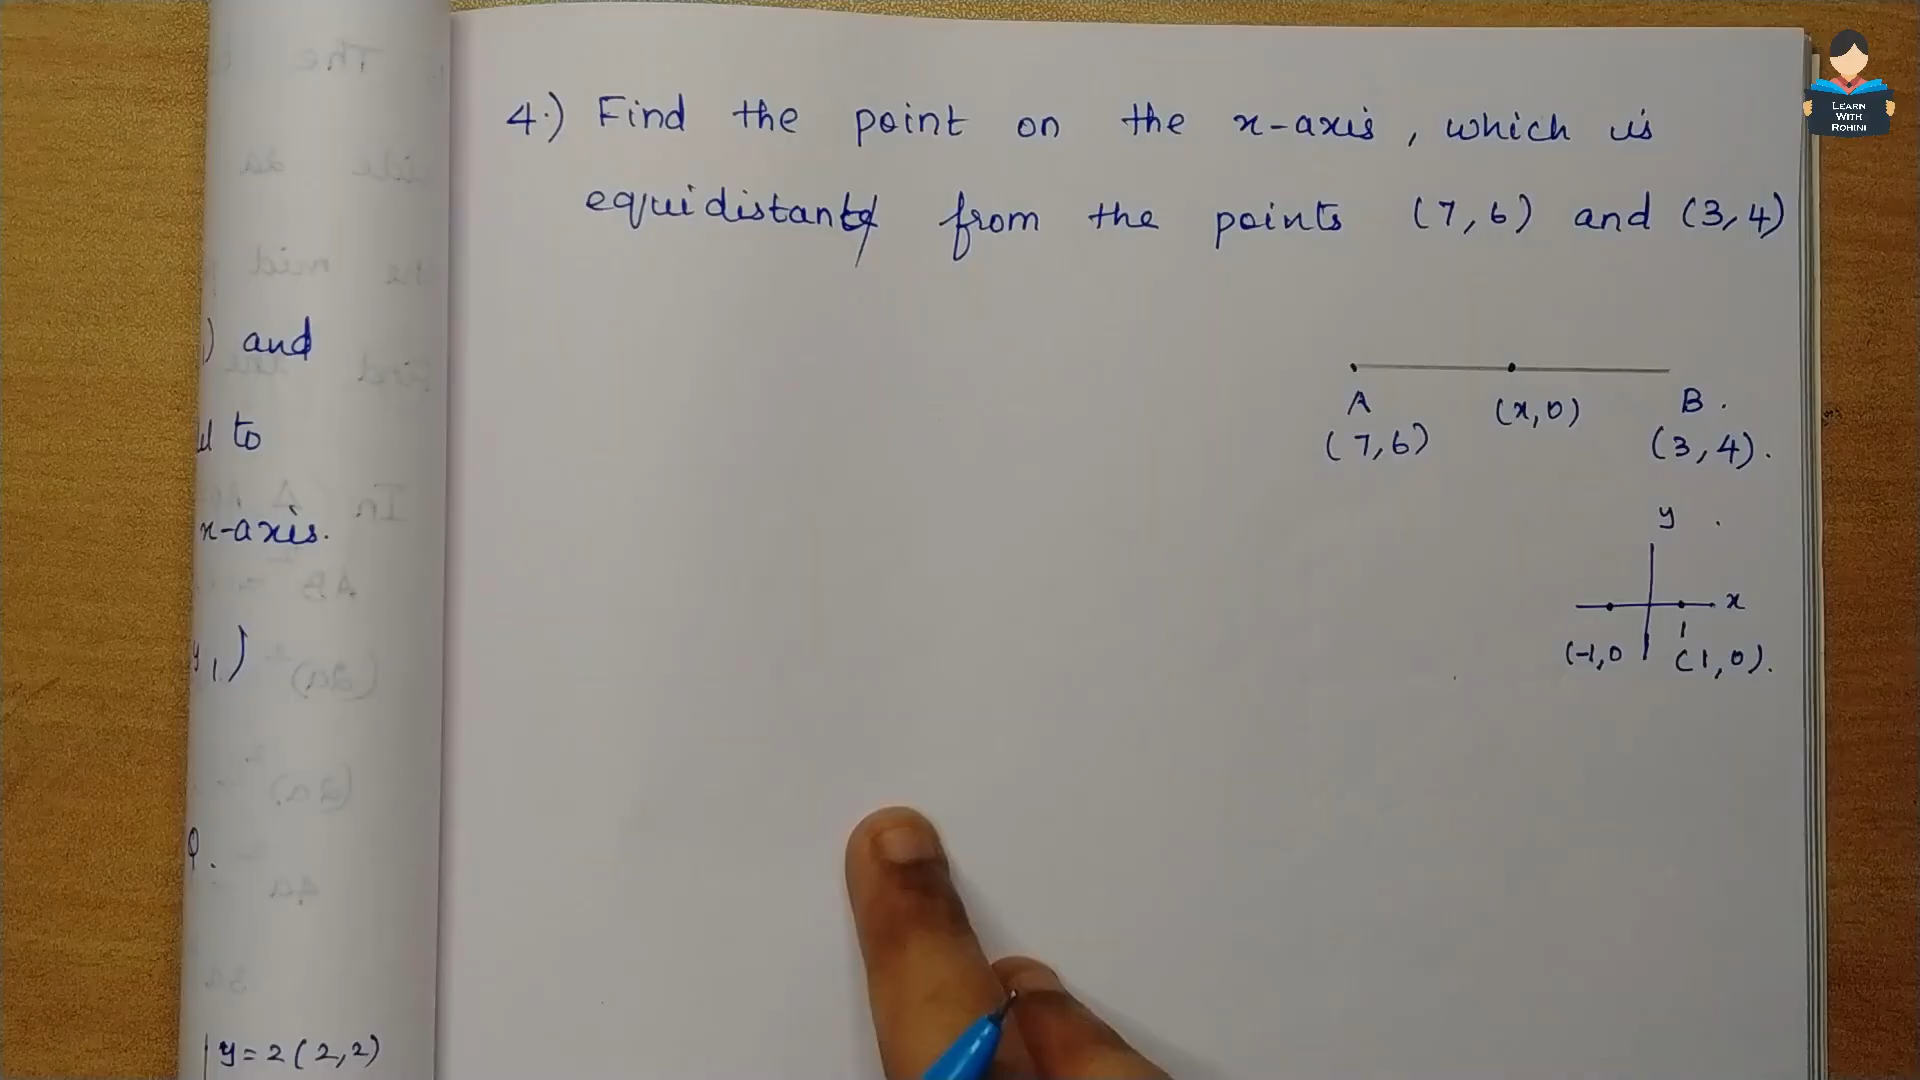 ) and
to
x-axis.
y=2(2,2)
4.) Find the point on the x-axis, which is
equidistant from the points (7,6) and (3,4)
A (x,0) B.
(7,6) (3,4).
y
x
(-1,0 (1,0).
LEARN
WITH
ROHINI